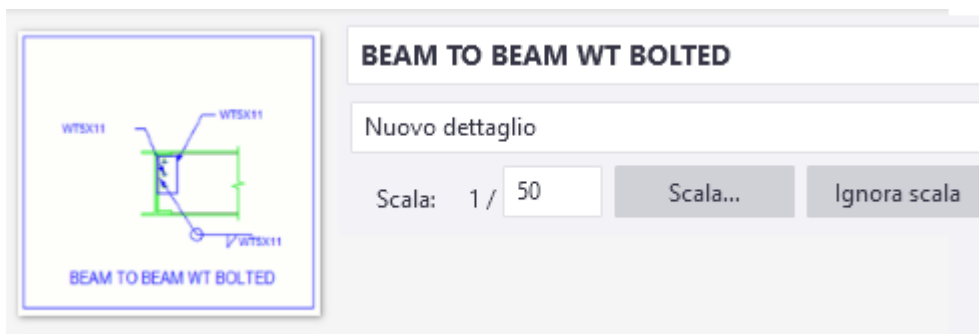 WT5X11
WT5X11
WT5X11
BEAM TO BEAM WT BOLTED
BEAM TO BEAM WT BOLTED
Nuovo dettaglio
Scala: 1 / 50 Scala... Ignora scala